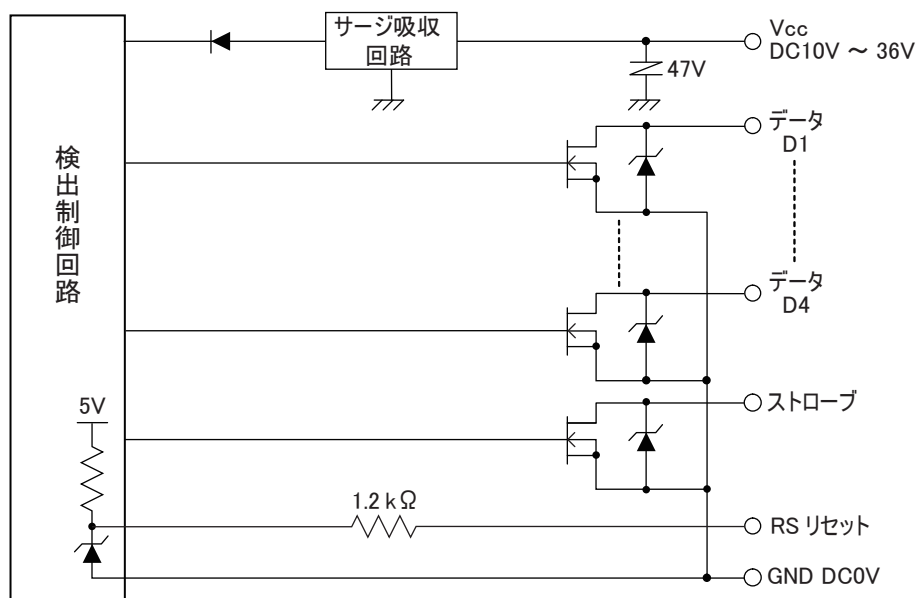 サージ吸収
回路
Vcc
DC10V ～ 36V
47V
データ
D1
検出制御回路
データ
D4
5V
ストローブ
1.2kΩ
RS リセット
GND DC0V